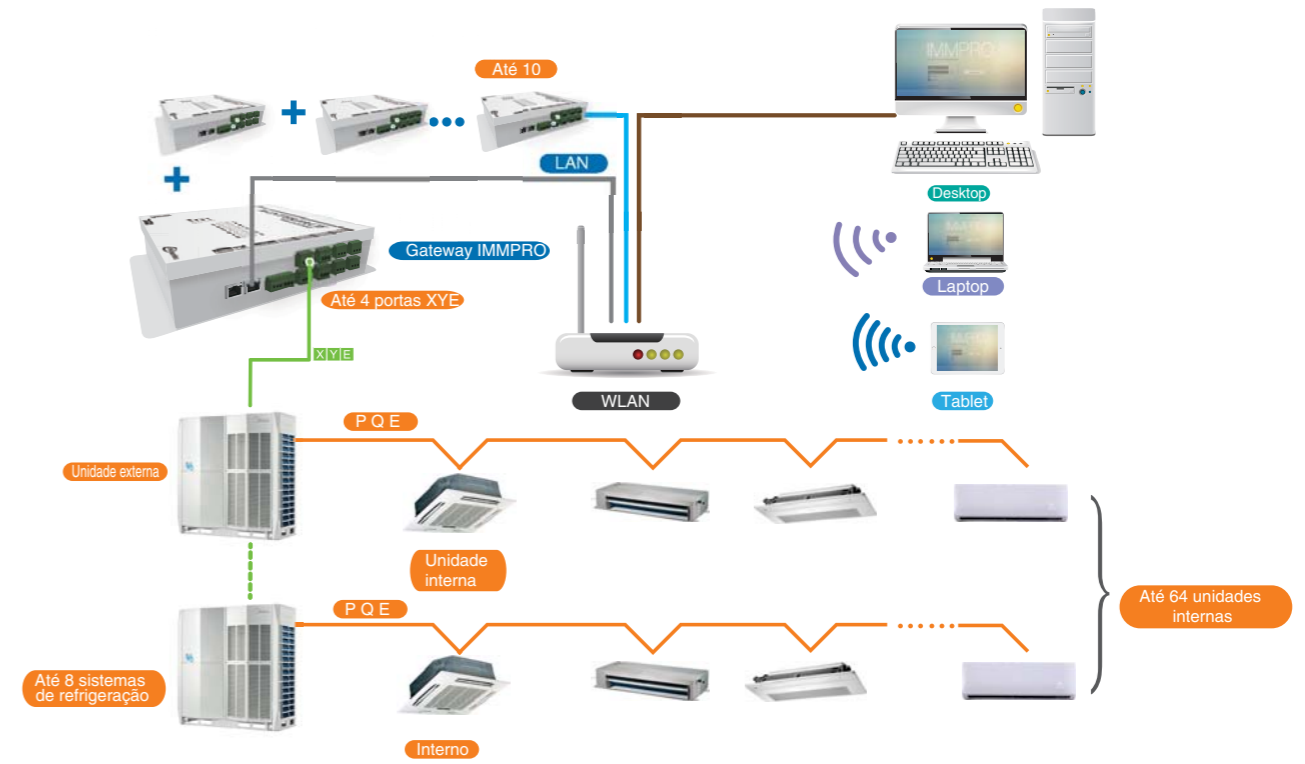 Até 10
IMMPRO
LAN
Desktop
Gateway IMMPRO
Até 4 portas XYE
Laptop
X Y E
WLAN
Tablet
P Q E
Unidade externa
Unidade
interna
Até 64 unidades
internas
P Q E
Até 8 sistemas
de refrigeração
Interno